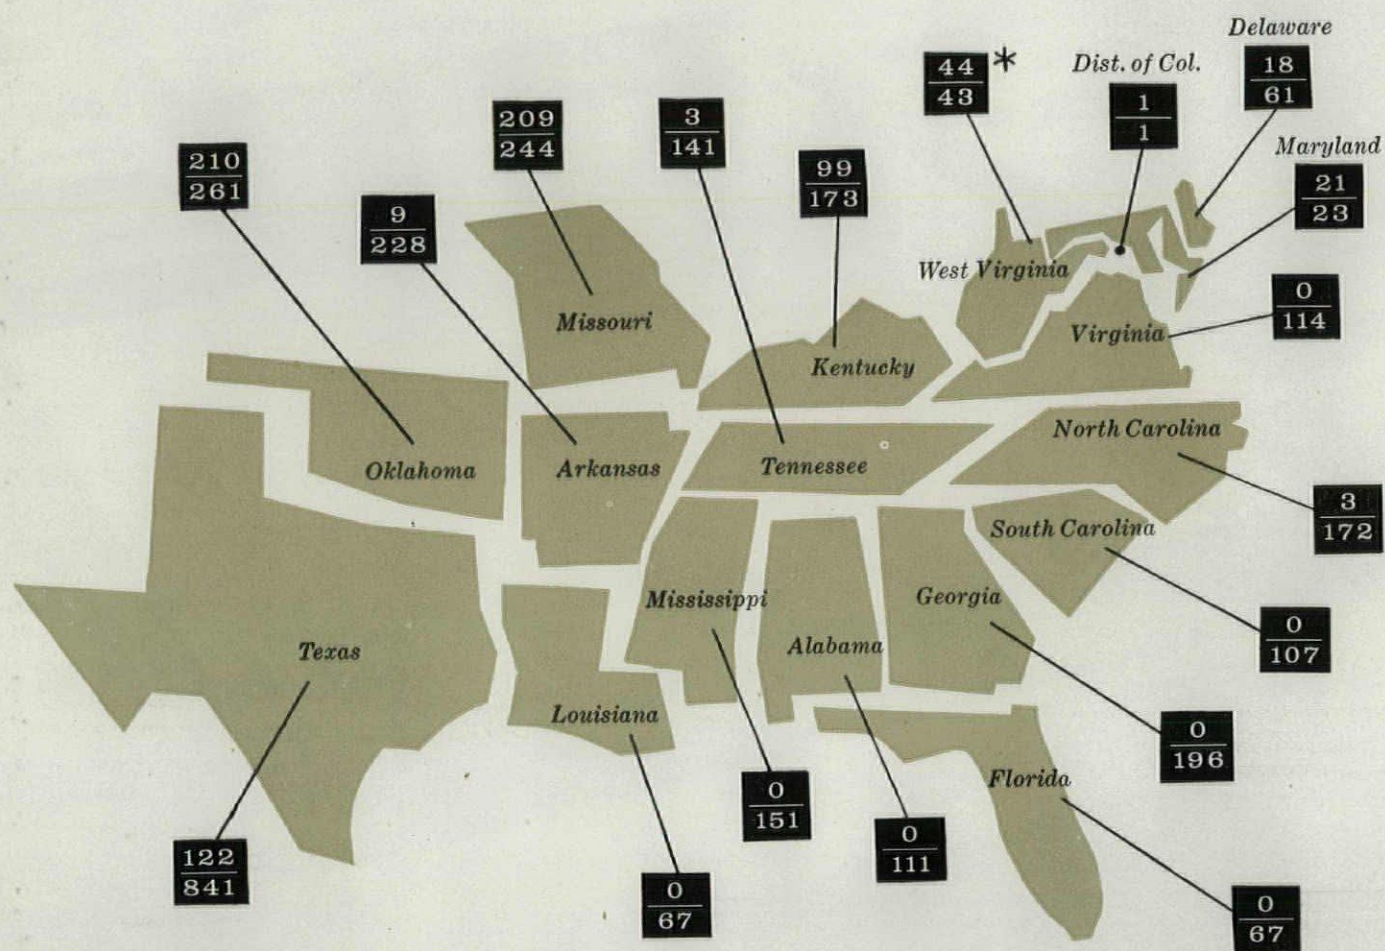 Delaware
18
61
44 *
43
Dist. of Col.
1
1
Maryland
21
23
209
244
3
141
99
173
210
261
9
228
West Virginia
0
114
Missouri
Virginia
Kentucky
North Carolina
Oklahoma
Arkansas
Tennessee
3
172
South Carolina
Mississippi
Georgia
Texas
Alabama
0
107
Louisiana
0
196
Florida
0
151
0
111
122
841
0
67
0
67